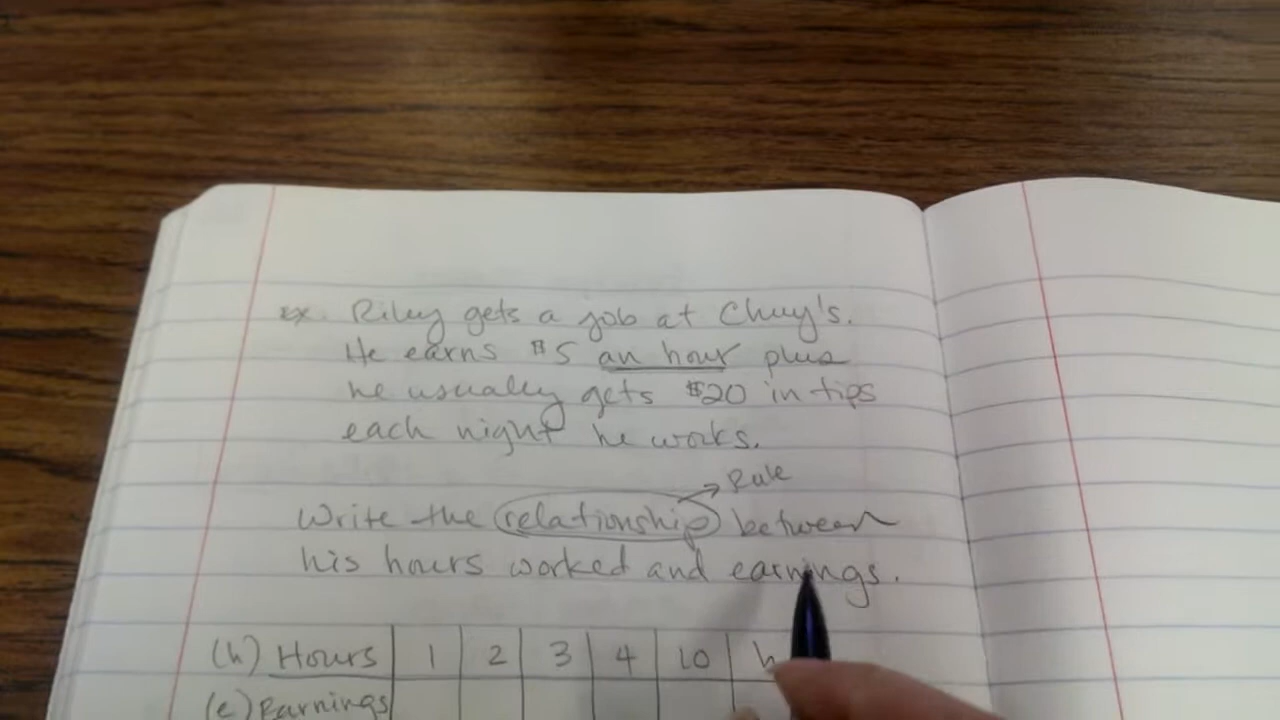 ex. Riley gets a job at Chuy's.
He earns $5 an hour plus
he usually gets $20 in tips
each night he works.
Rule
Write the relationship between
his hours worked and earnings.
(h) Hours 1 2 3 4 10 h
(e) Earnings